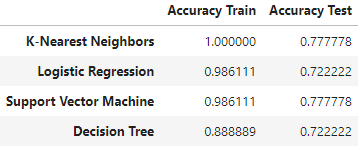 Accuracy Train Accuracy Test
K-Nearest Neighbors 1.000000 0.777778
Logistic Regression 0.986111 0.722222
Support Vector Machine 0.986111 0.777778
Decision Tree 0.888889 0.722222